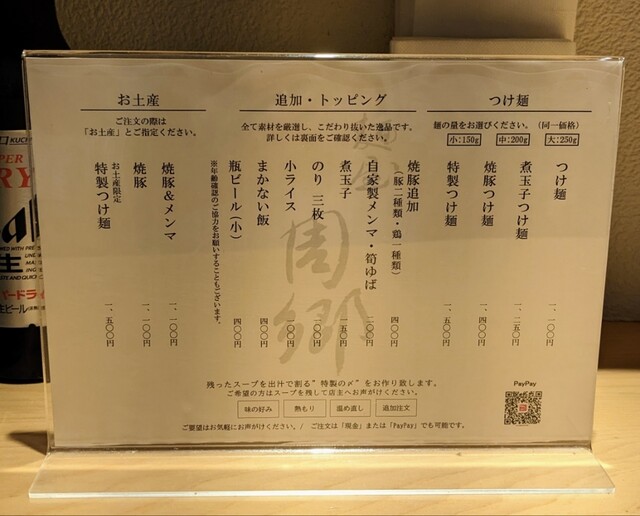 つけ麺
麺の量をお選びください。（同一価格）
小：150g 中：200g 大：250g
つけ麺 一、一〇〇円
煮玉子つけ麺 一、二五〇円
焼豚つけ麺 一、四〇〇円
特製つけ麺 一、五〇〇円
追加・トッピング
全て素材を厳選し、こだわり抜いた逸品です。
詳しくは裏面をご確認ください。
焼豚追加（豚二種類・鶏一種類） 四〇〇円
自家製メンマ・筍ゆば 二〇〇円
煮玉子 一五〇円
のり 三枚 一〇〇円
小ライス 一〇〇円
まかない飯 四〇〇円
瓶ビール（小） 四〇〇円
※年齢確認のご協力をお願いすることもございます。
お土産
ご注文の際は
「お土産」とご指定ください。
焼豚＆メンマ 一、一〇〇円
焼豚 一、一〇〇円
お土産限定
特製つけ麺 一、五〇〇円
周郷
残ったスープを出汁で割る”特製の〆”をお作り致します。
ご希望の方はスープを残して店主へお声がけください。
味の好み 熱もり 温め直し 追加注文
ご要望はお気軽にお声がけください。/ ご注文は「現金」または「PayPay」でも可能です。
PayPay